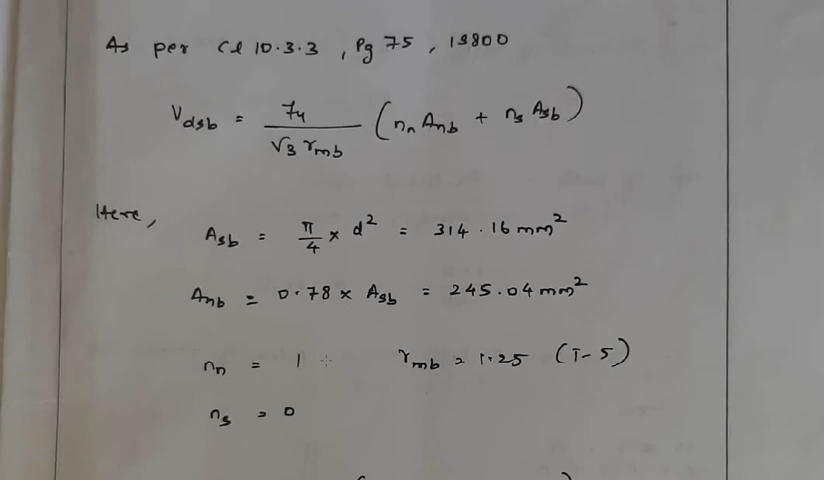 As per Cl 10.3.3, Pg 75, IS800
Vdsb = fu / √3 γmb (nn Anb + ns Asb)
Here,
Asb = π/4 × d² = 314.16 mm²
Anb = 0.78 × Asb = 245.04 mm²
nn = 1 γmb = 1.25 (T-5)
ns = 0